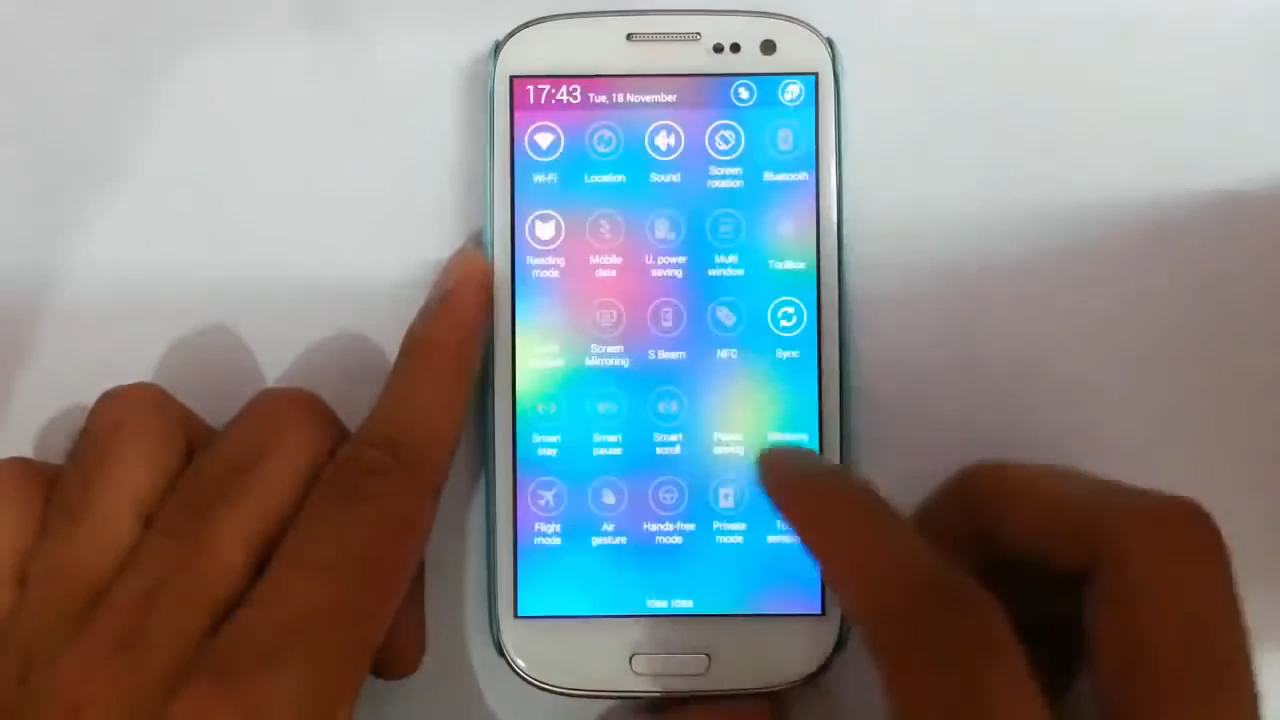 17:43 Tue, 18 November
Wi-Fi
Location
Sound
Screen
rotation
Bluetooth
Reading
mode
Mobile
data
U. power
saving
Multi
window
Toolbox
Screen
Mirroring
S Beam
NFC
Sync
Smart
stay
Smart
pause
Smart
scroll
Power
saving
Flight
mode
Air
gesture
Hands-free
mode
Private
mode